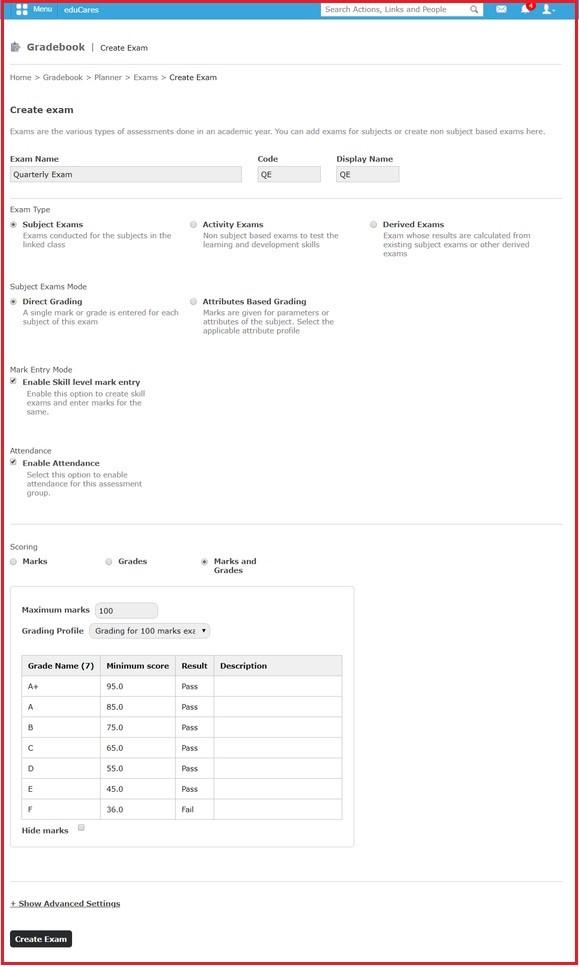 Menu eduCares Search Actions, Links and People 4
Gradebook | Create Exam
Home > Gradebook > Planner > Exams > Create Exam
Create exam
Exams are the various types of assessments done in an academic year. You can add exams for subjects or create non subject based exams here.
Exam Name Code Display Name
Quarterly Exam QE QE
Exam Type
Subject Exams
Exams conducted for the subjects in the
linked class
Activity Exams
Non subject based exams to test the
learning and development skills
Derived Exams
Exam whose results are calculated from
existing subject exams or other derived
exams
Subject Exams Mode
Direct Grading
A single mark or grade is entered for each
subject of this exam
Attributes Based Grading
Marks are given for parameters or
attributes of the subject. Select the
applicable attribute profile
Mark Entry Mode
Enable Skill level mark entry
Enable this option to create skill
exams and enter marks for the
same.
Attendance
Enable Attendance
Select this option to enable
attendance for this assessment
group.
Scoring
Marks
Grades
Marks and
Grades
Maximum marks 100
Grading Profile Grading for 100 marks exa
Grade Name (7) Minimum score Result Description
A+ 95.0 Pass
A 85.0 Pass
B 75.0 Pass
C 65.0 Pass
D 55.0 Pass
E 45.0 Pass
F 36.0 Fail
Hide marks
+ Show Advanced Settings
Create Exam